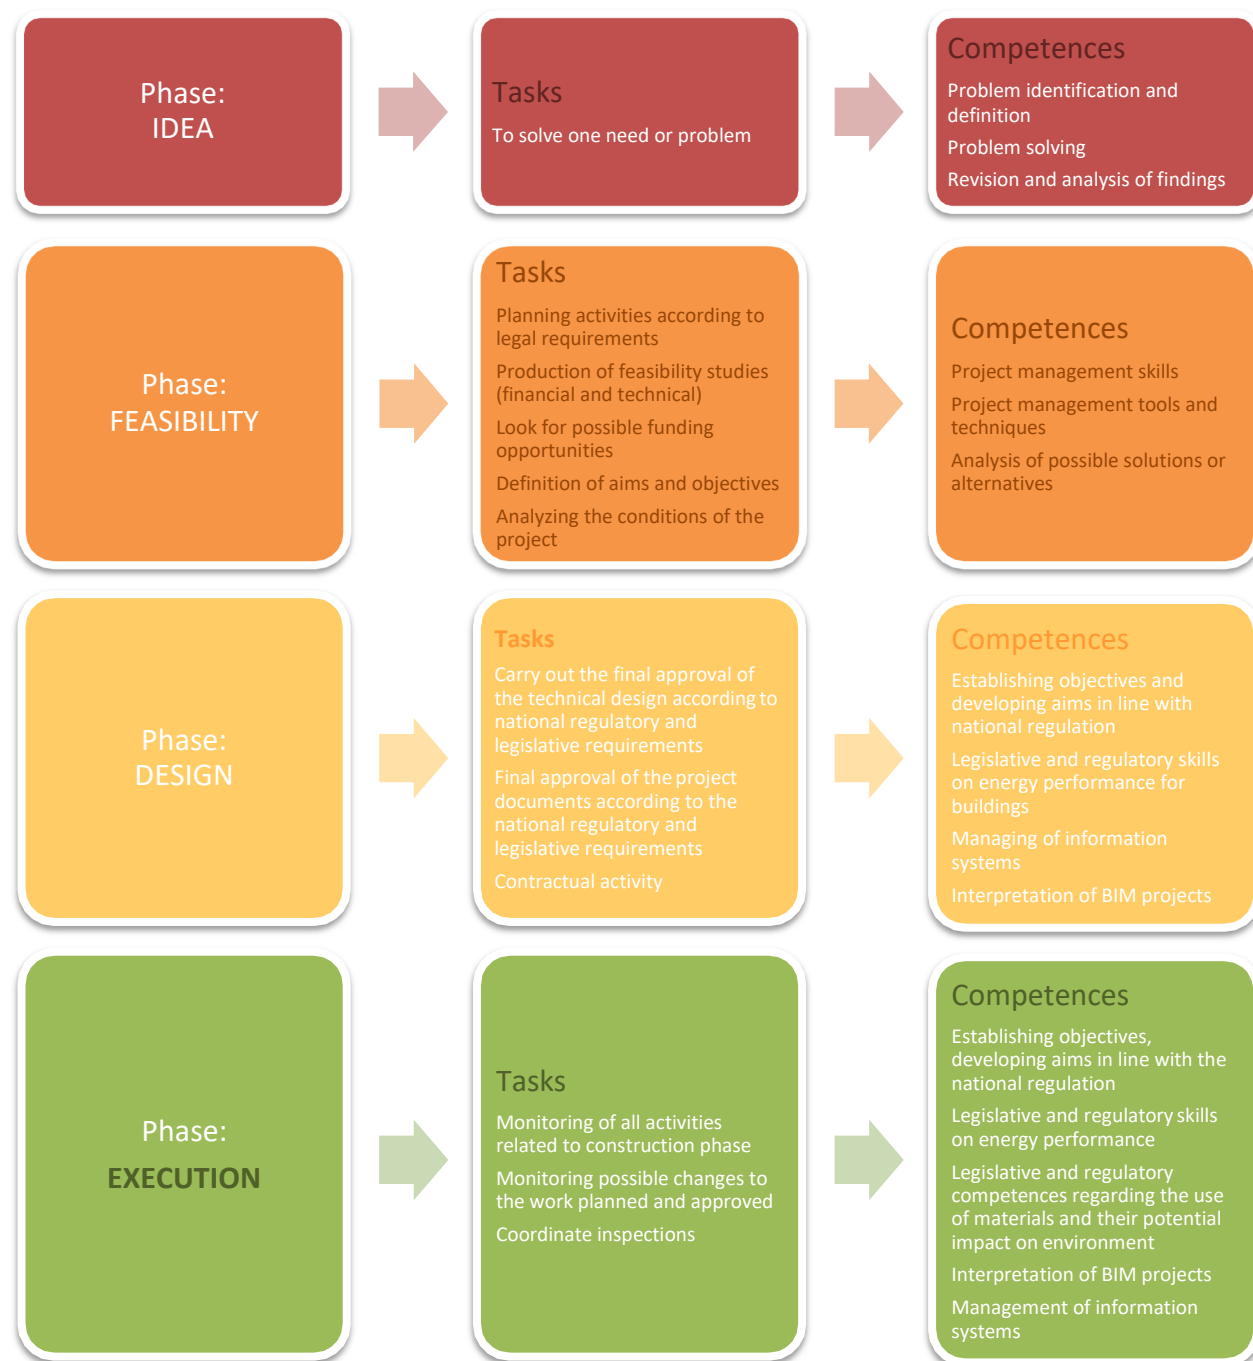 Phase:
IDEA
Tasks
To solve one need or problem
Competences
Problem identification and
definition
Problem solving
Revision and analysis of findings
Phase:
FEASIBILITY
Tasks
Planning activities according to
legal requirements
Production of feasibility studies
(financial and technical)
Look for possible funding
opportunities
Definition of aims and objectives
Analyzing the conditions of the
project
Competences
Project management skills
Project management tools and
techniques
Analysis of possible solutions or
alternatives
Phase:
DESIGN
Tasks
Carry out the final approval of
the technical design according to
national regulatory and
legislative requirements
Final approval of the project
documents according to the
national regulatory and
legislative requirements
Contractual activity
Competences
Establishing objectives and
developing aims in line with
national regulation
Legislative and regulatory skills
on energy performance for
buildings
Managing of information
systems
Interpretation of BIM projects
Phase:
EXECUTION
Tasks
Monitoring of all activities
related to construction phase
Monitoring possible changes to
the work planned and approved
Coordinate inspections
Competences
Establishing objectives,
developing aims in line with the
national regulation
Legislative and regulatory skills
on energy performance
Legislative and regulatory
competences regarding the use
of materials and their potential
impact on environment
Interpretation of BIM projects
Management of information
systems